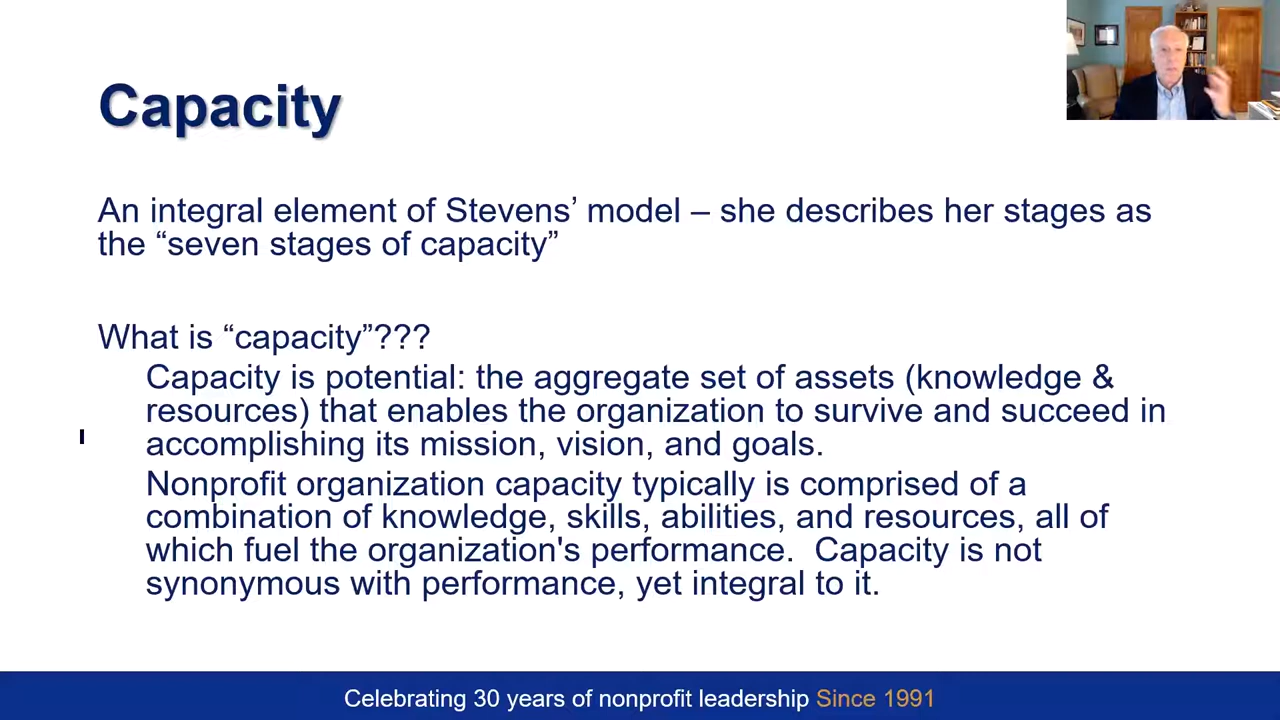 Capacity
An integral element of Stevens’ model – she describes her stages as
the “seven stages of capacity”
What is “capacity”???
Capacity is potential: the aggregate set of assets (knowledge &
resources) that enables the organization to survive and succeed in
accomplishing its mission, vision, and goals.
Nonprofit organization capacity typically is comprised of a
combination of knowledge, skills, abilities, and resources, all of
which fuel the organization's performance.  Capacity is not
synonymous with performance, yet integral to it.
Celebrating 30 years of nonprofit leadership Since 1991